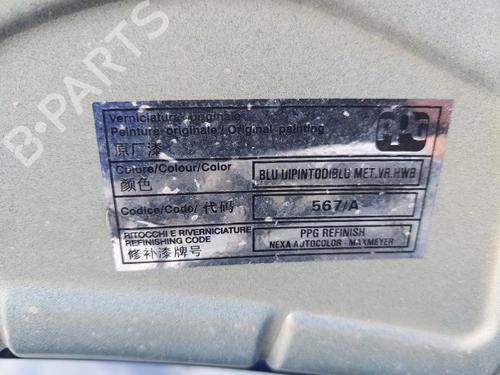 B-PARTS
Verniciature originale
Peinture originale/Original painting
原厂漆
PPG
Colore/Colour/Color
颜色
BLU DIPINTODIBLU MET.VR.HWB
Codice/Code/代码
567/A
RITOCCHI E RIVERNICIATURE
REFINISHING CODE
修补漆牌号
PPG REFINISH
NEXA AUTOCOLOR - MAXMEYER